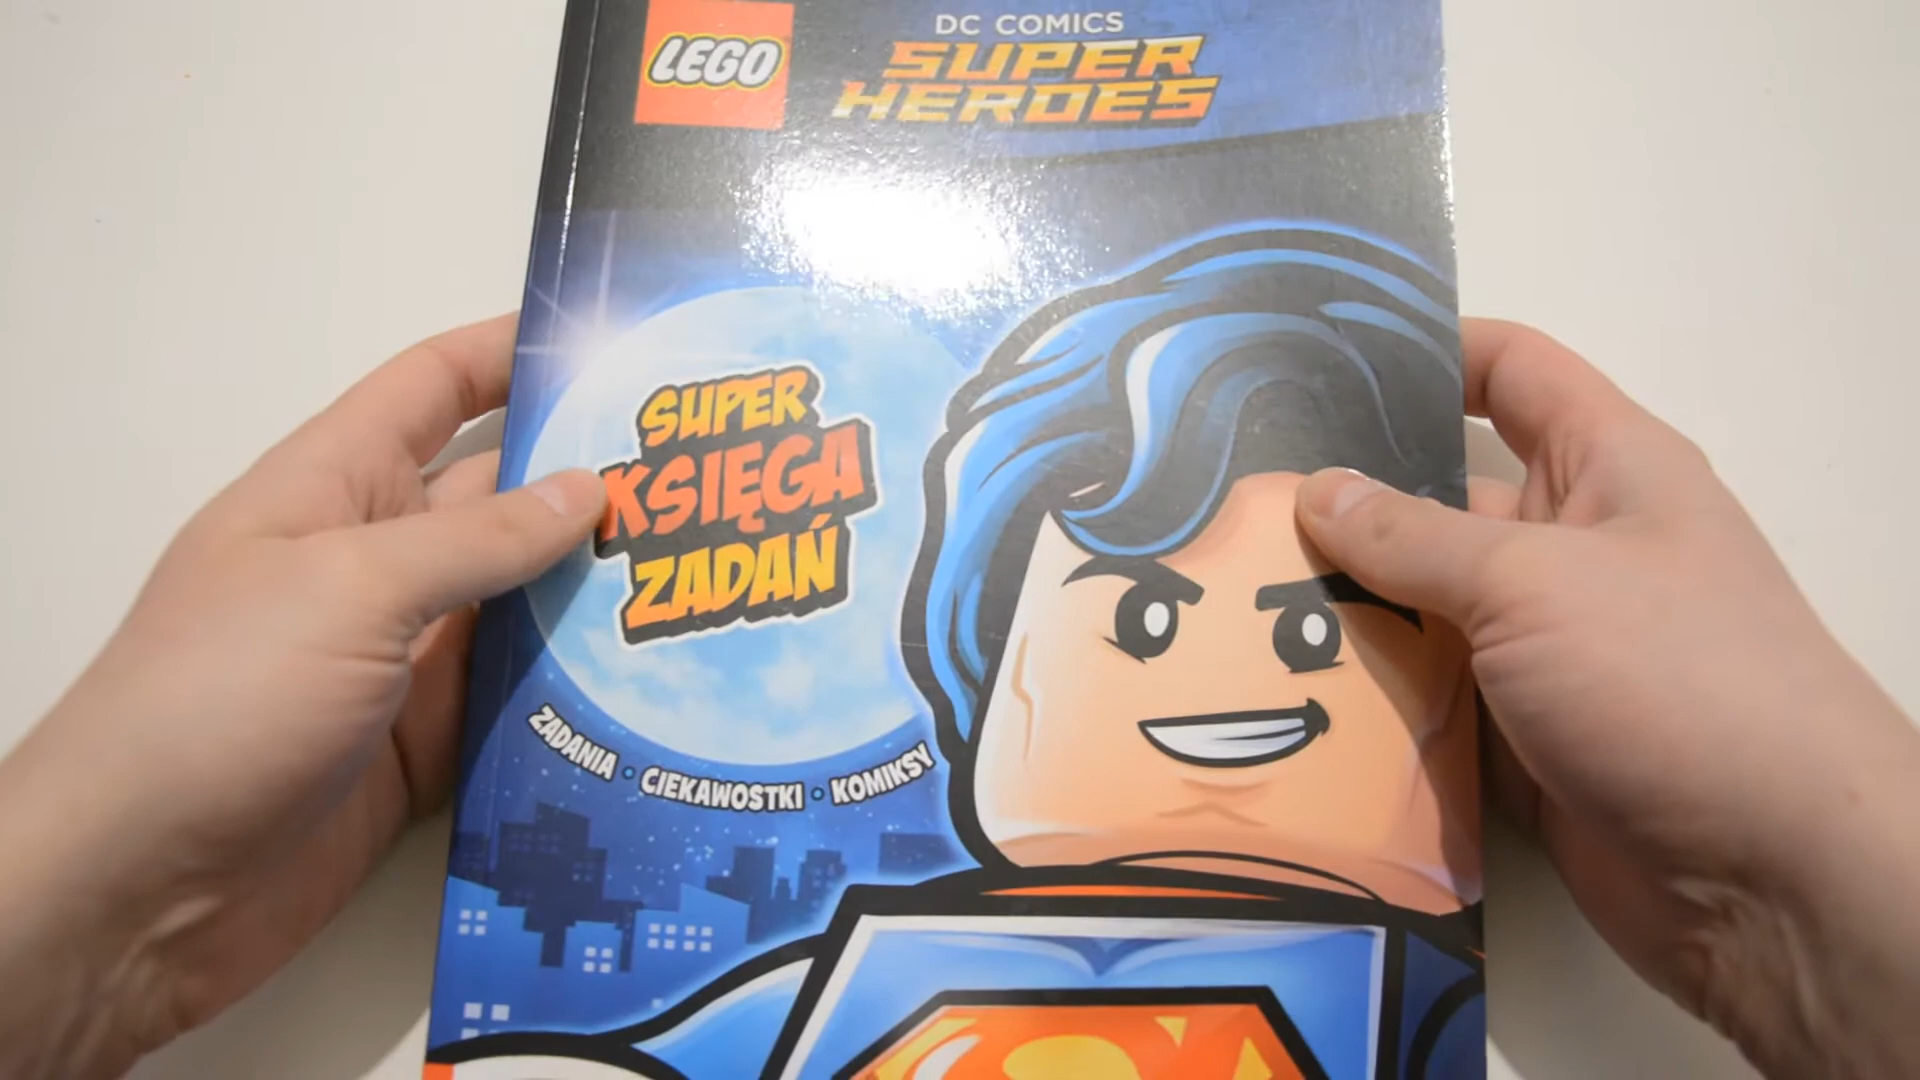 LEGO
DC COMICS
SUPER
HEROES
SUPER
KSIĘGA
ZADAŃ
ZADANIA • CIEKAWOSTKI • KOMIKSY